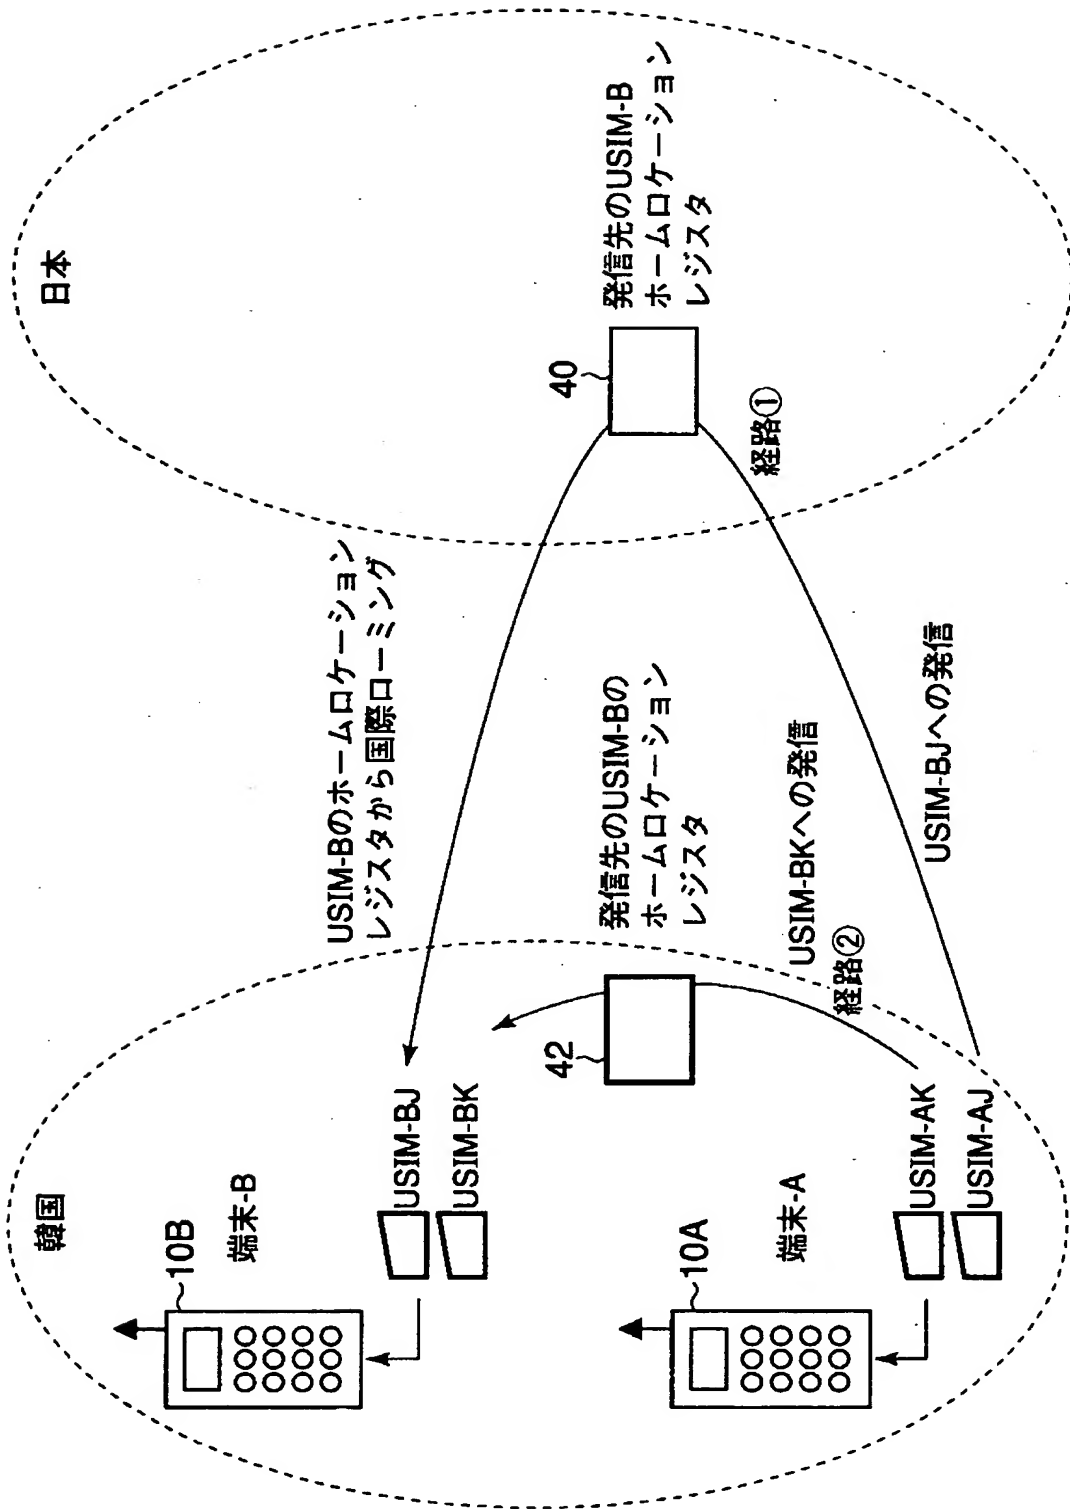 韓国
日本
10B
端末-B
USIM-BJ
USIM-BK
USIM-Bのホームロケーション
レジスタから国際ローミング
40
発信先のUSIM-B
ホームロケーション
レジスタ
42
発信先のUSIM-Bの
ホームロケーション
レジスタ
経路①
10A
端末-A
USIM-AK
USIM-AJ
USIM-BKへの発信
経路②
USIM-BJへの発信